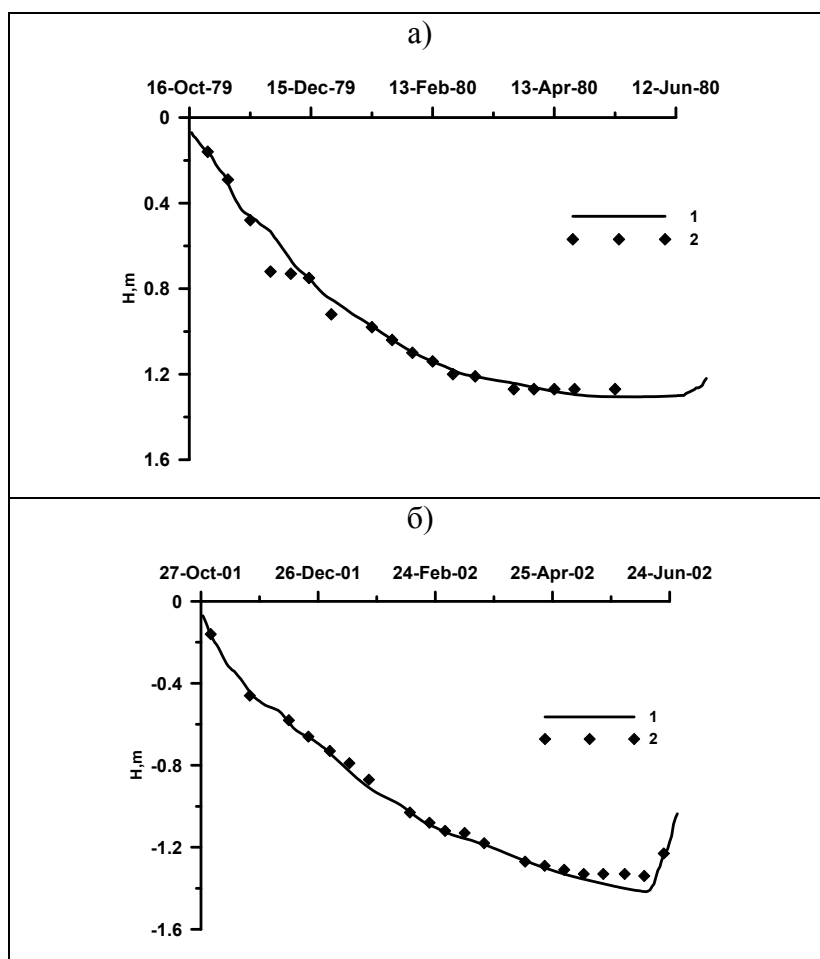 а)
16-Oct-79 15-Dec-79 13-Feb-80 13-Apr-80 12-Jun-80
0
0.4
0.8
1.2
1.6
H,m
1
2
б)
27-Oct-01 26-Dec-01 24-Feb-02 25-Apr-02 24-Jun-02
0
-0.4
-0.8
-1.2
-1.6
H,m
1
2